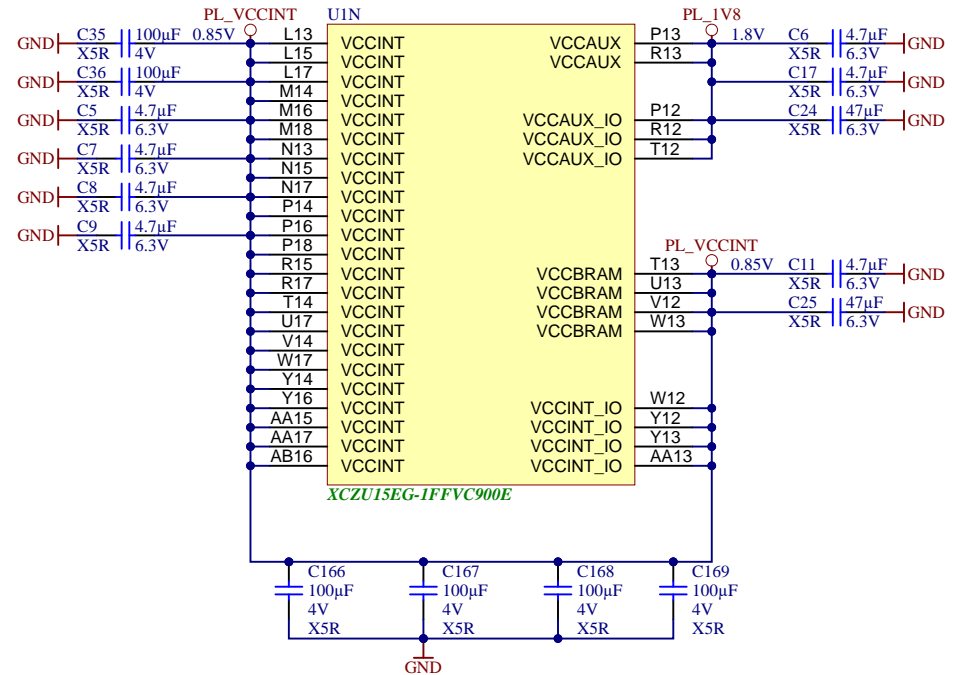 PL_VCCINT U1N PL_1V8
GND C35 100µF 0.85V L13 VCCINT VCCAUX P13 1.8V C6 4.7µF GND
X5R 4V L15 VCCINT VCCAUX R13 X5R 6.3V
GND C36 100µF L17 VCCINT C17 4.7µF GND
X5R 4V M14 VCCINT X5R 6.3V
GND C5 4.7µF M16 VCCINT VCCAUX_IO P12 C24 47µF GND
X5R 6.3V M18 VCCINT VCCAUX_IO R12 X5R 6.3V
GND C7 4.7µF N13 VCCINT VCCAUX_IO T12
X5R 6.3V N15 VCCINT
GND C8 4.7µF N17 VCCINT
X5R 6.3V P14 VCCINT
GND C9 4.7µF P16 VCCINT
X5R 6.3V P18 VCCINT PL_VCCINT
R15 VCCINT VCCBRAM T13 0.85V C11 4.7µF GND
R17 VCCINT VCCBRAM U13 X5R 6.3V
T14 VCCINT VCCBRAM V12 C25 47µF GND
U17 VCCINT VCCBRAM W13 X5R 6.3V
V14 VCCINT
W17 VCCINT
Y14 VCCINT
Y16 VCCINT VCCINT_IO W12
AA15 VCCINT VCCINT_IO Y12
AA17 VCCINT VCCINT_IO Y13
AB16 VCCINT VCCINT_IO AA13
XCZU15EG-1FFVC900E
C166 C167 C168 C169
100µF 100µF 100µF 100µF
4V 4V 4V 4V
X5R X5R X5R X5R
GND